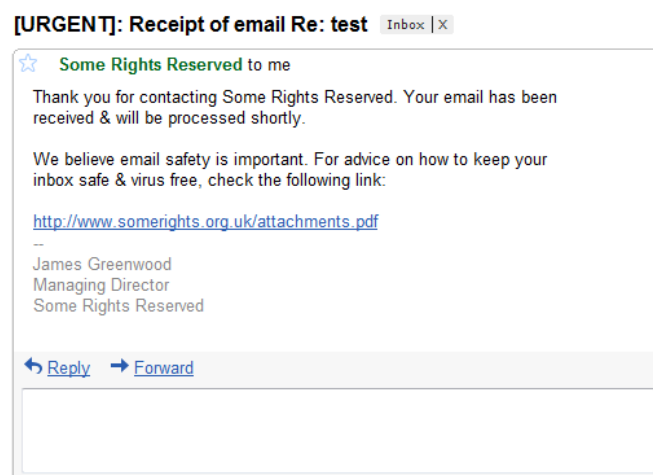 [URGENT]: Receipt of email Re: test Inbox | X
Some Rights Reserved to me
Thank you for contacting Some Rights Reserved. Your email has been
received & will be processed shortly.
We believe email safety is important. For advice on how to keep your
inbox safe & virus free, check the following link:
http://www.somerights.org.uk/attachments.pdf
--
James Greenwood
Managing Director
Some Rights Reserved
Reply Forward